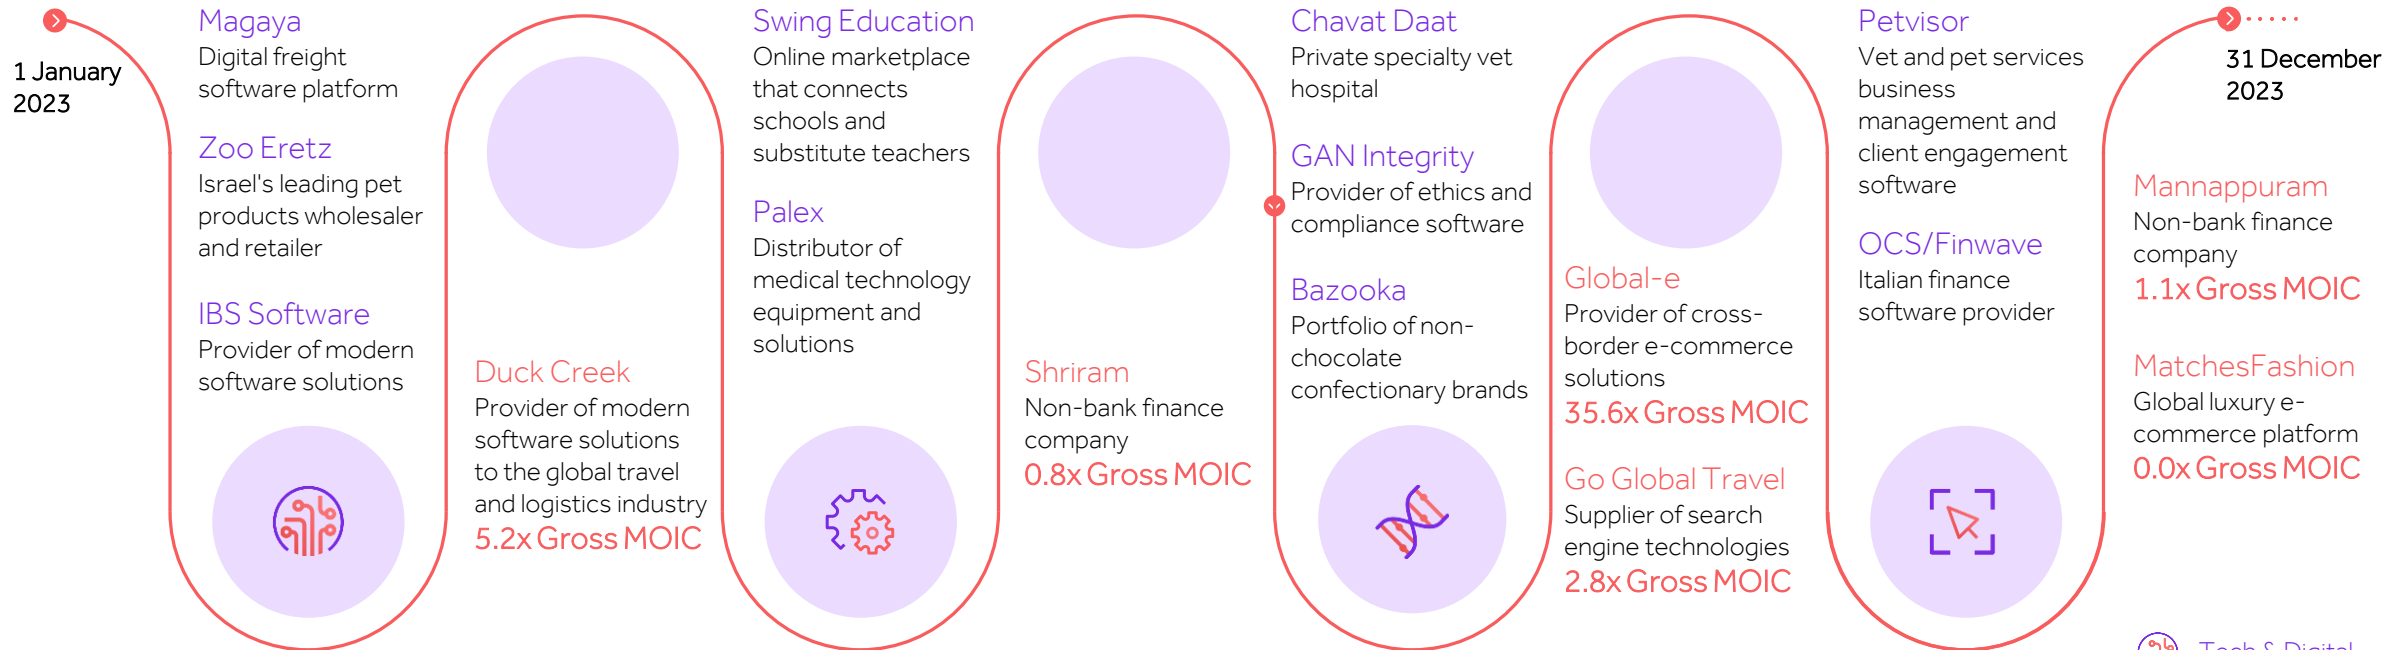 1 January
2023
Magaya
Digital freight
software platform
Zoo Eretz
Israel's leading pet
products wholesaler
and retailer
IBS Software
Provider of modern
software solutions
Duck Creek
Provider of modern
software solutions
to the global travel
and logistics industry
5.2x Gross MOIC
Swing Education
Online marketplace
that connects
schools and
substitute teachers
Palex
Distributor of
medical technology
equipment and
solutions
Shriram
Non-bank finance
company
0.8x Gross MOIC
Chavat Daat
Private specialty vet
hospital
GAN Integrity
Provider of ethics and
compliance software
Bazooka
Portfolio of non-
chocolate
confectionary brands
Global-e
Provider of cross-
border e-commerce
solutions
35.6x Gross MOIC
Go Global Travel
Supplier of search
engine technologies
2.8x Gross MOIC
Petvisor
Vet and pet services
business
management and
client engagement
software
OCS/Finwave
Italian finance
software provider
31 December
2023
Mannappuram
Non-bank finance
company
1.1x Gross MOIC
MatchesFashion
Global luxury e-
commerce platform
0.0x Gross MOIC
Tech & Digital